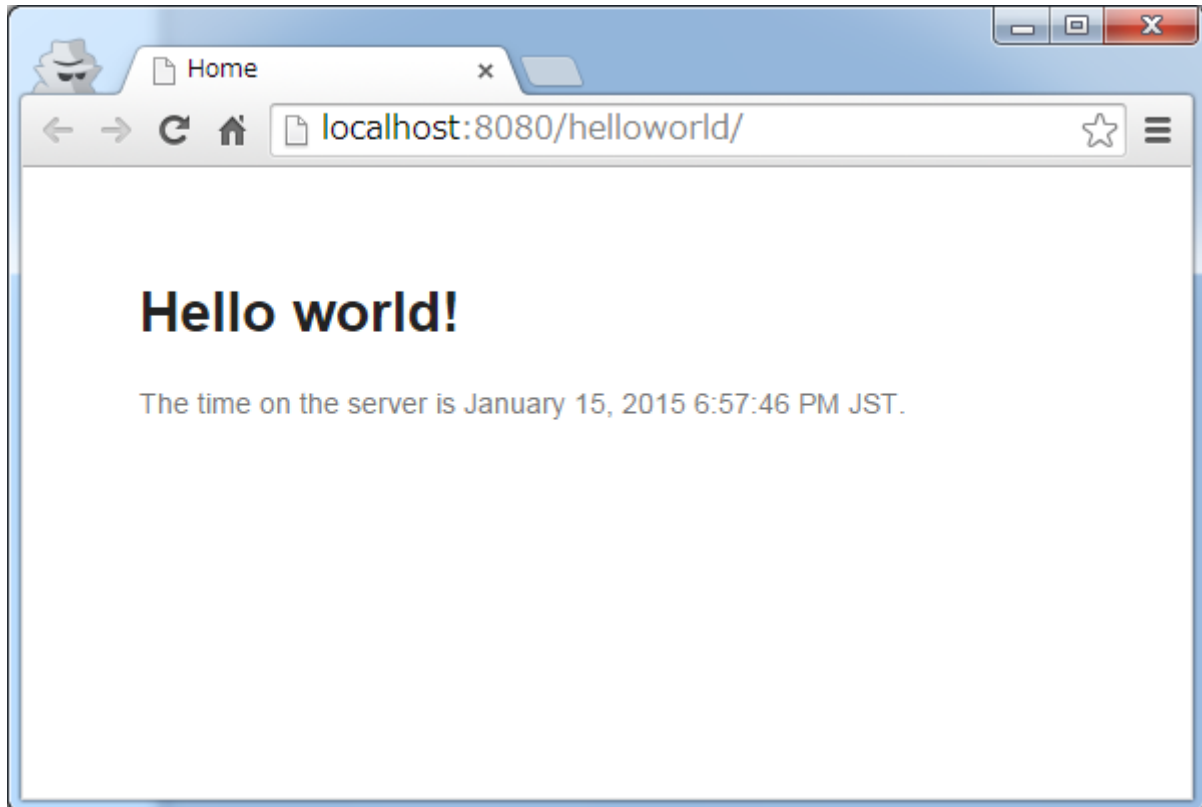 Home
localhost:8080/helloworld/
Hello world!
The time on the server is January 15, 2015 6:57:46 PM JST.